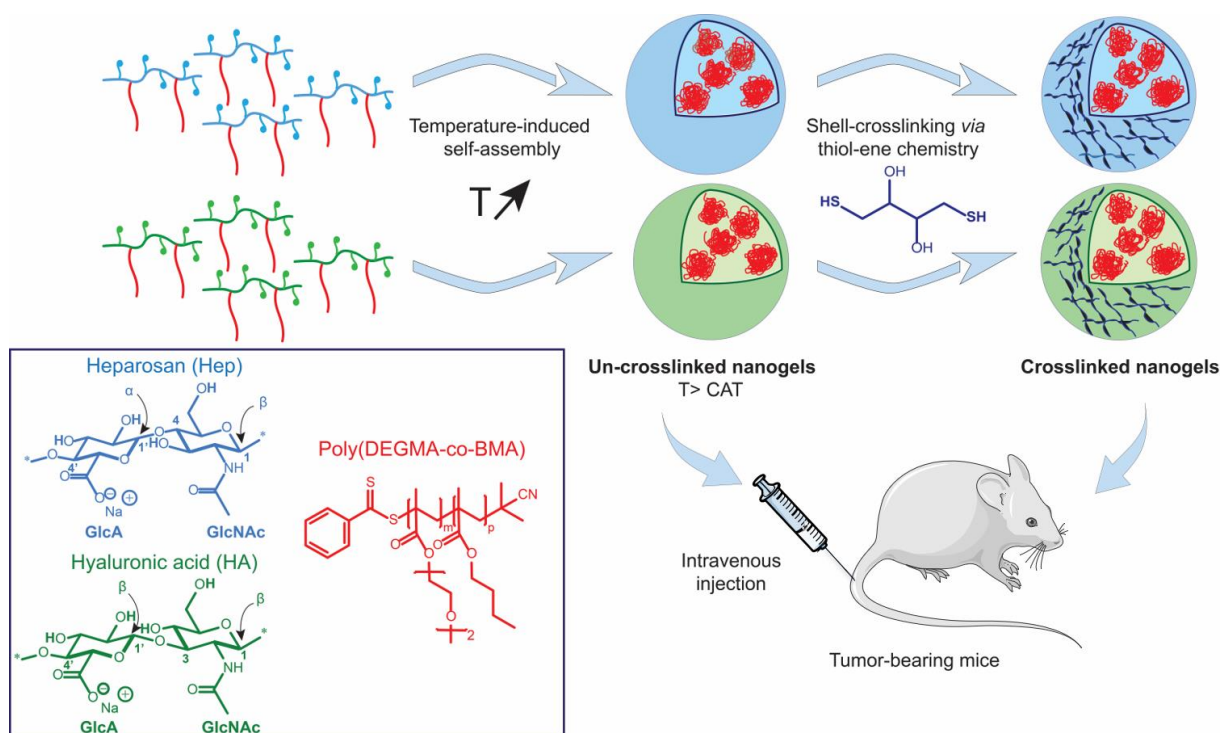 Temperature-induced
self-assembly
T
Shell-crosslinking via
thiol-ene chemistry
HS
OH
OH
SH
Un-crosslinked nanogels
T> CAT
Crosslinked nanogels
Heparosan (Hep)
α
OH
β
OH
4
HO
O
O
HO
O
*
*
O
4'
1'
1
O
O
NH
Na
O
GlcA
GlcNAc
Hyaluronic acid (HA)
β
OH
β
OH
HO
HO
O
O
*
*
O
4'
O
1'
3
1
O
NH
O
Na
O
GlcA
GlcNAc
Poly(DEGMA-co-BMA)
S
CN
S
m
p
O
O
O
O
O
2
Intravenous
injection
Tumor-bearing mice